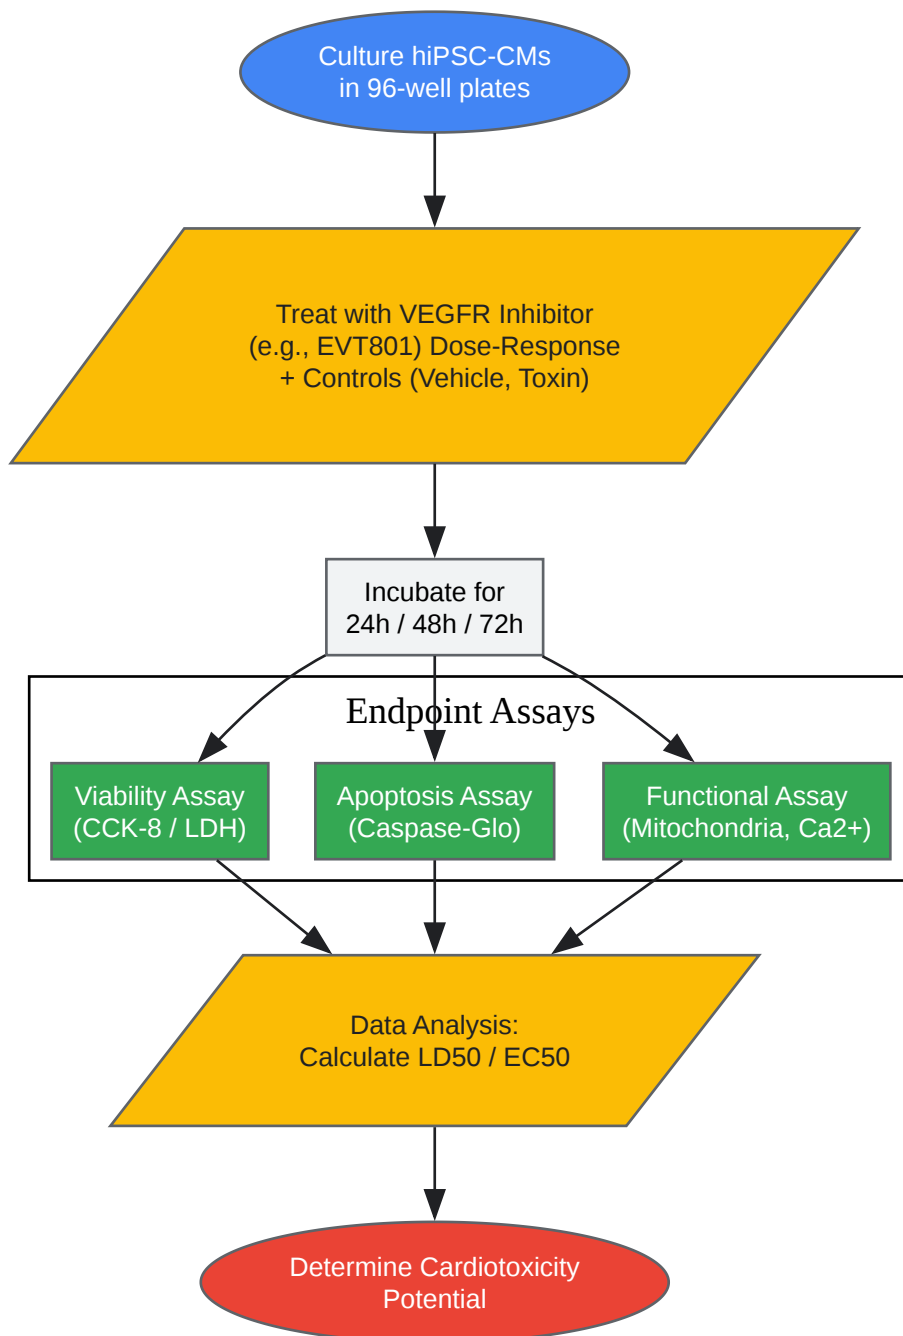 Culture hiPSC-CMs
in 96-well plates
Treat with VEGFR Inhibitor
(e.g., EVT801) Dose-Response
+ Controls (Vehicle, Toxin)
Incubate for
24h / 48h / 72h
Endpoint Assays
Viability Assay
(CCK-8 / LDH)
Apoptosis Assay
(Caspase-Glo)
Functional Assay
(Mitochondria, Ca2+)
Data Analysis:
Calculate LD50 / EC50
Determine Cardiotoxicity
Potential